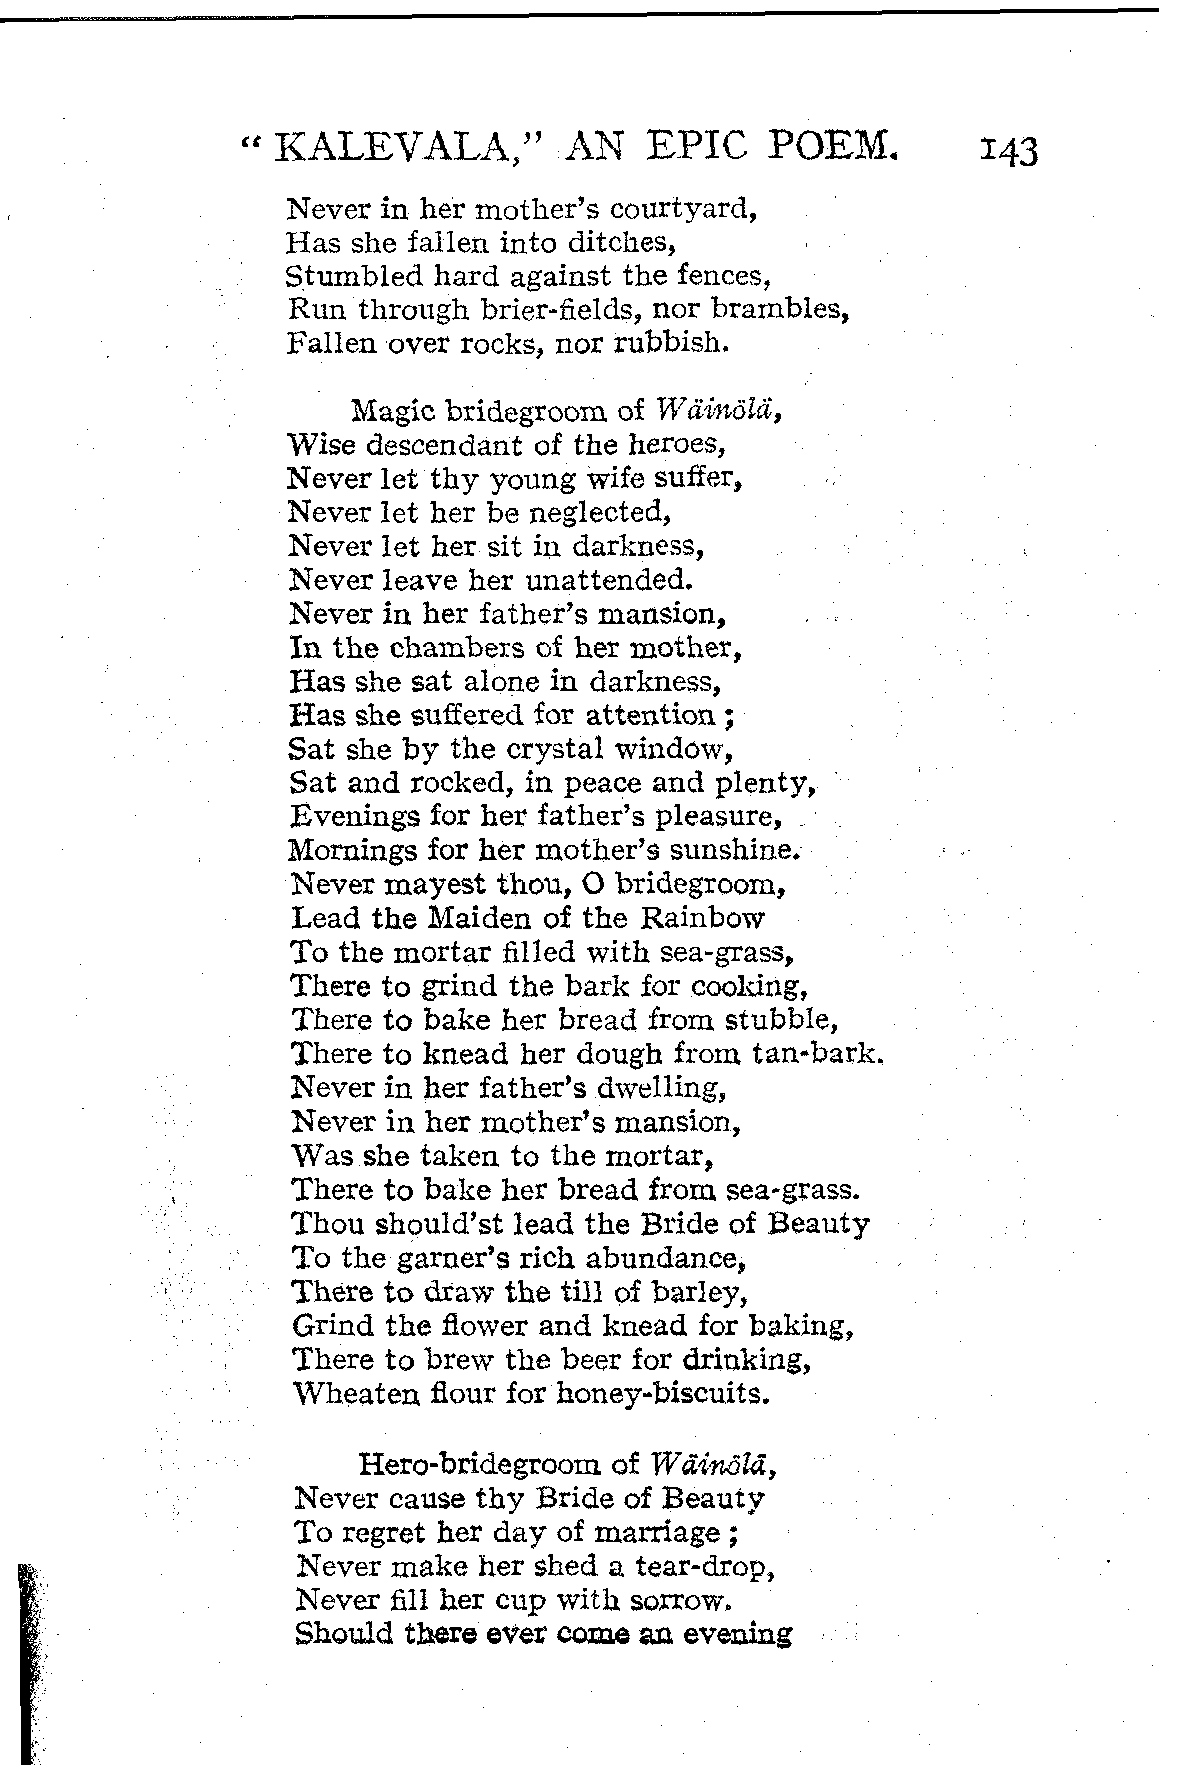 “ KALEVALA,” AN EPIC POEM. 143
Never in her mother’s courtyard,
Has she fallen into ditches,
Stumbled hard against the fences,
Run through brier-fields, nor brambles,
Fallen over rocks, nor rubbish.
Magic bridegroom of Wäinölä,
Wise descendant of the heroes,
Never let thy young wife suffer,
Never let her be neglected,
Never let her sit in darkness,
Never leave her unattended.
Never in her father’s mansion,
In the chambers of her mother,
Has she sat alone in darkness,
Has she suffered for attention ;
Sat she by the crystal window,
Sat and rocked, in peace and plenty,
Evenings for her father’s pleasure,
Mornings for her mother’s sunshine.
Never mayest thou, O bridegroom,
Lead the Maiden of the Rainbow
To the mortar filled with sea-grass,
There to grind the bark for cooking,
There to bake her bread from stubble,
There to knead her dough from tan-bark.
Never in her father’s dwelling,
Never in her mother’s mansion,
Was she taken to the mortar,
There to bake her bread from sea-grass.
Thou should’st lead the Bride of Beauty
To the garner’s rich abundance,
There to draw the till of barley,
Grind the flower and knead for baking,
There to brew the beer for drinking,
Wheaten flour for honey-biscuits.
Hero-bridegroom of Wäinölä,
Never cause thy Bride of Beauty
To regret her day of marriage ;
Never make her shed a tear-drop,
Never fill her cup with sorrow.
Should there ever come an evening